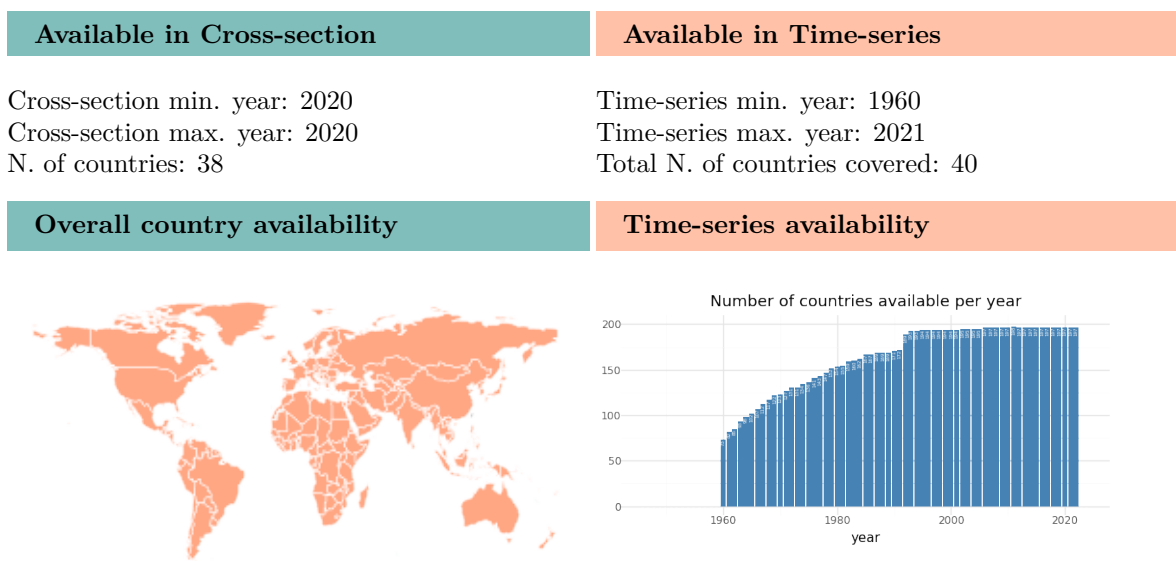 Available in Cross-section
Available in Time-series
Cross-section min. year: 2020
Cross-section max. year: 2020
N. of countries: 38
Time-series min. year: 1960
Time-series max. year: 2021
Total N. of countries covered: 40
Overall country availability
Time-series availability
Number of countries available per year
200
150
100
50
0
1960 1980 2000 2020
year